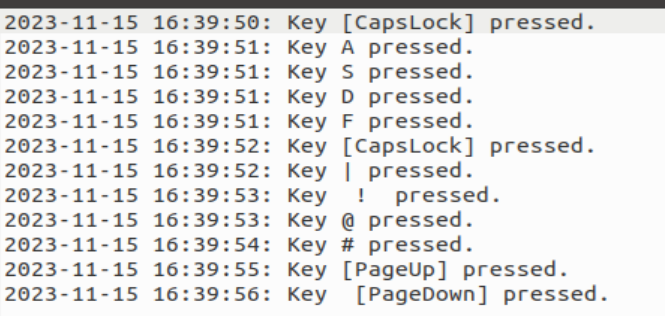 2023-11-15 16:39:50: Key [CapsLock] pressed.
2023-11-15 16:39:51: Key A pressed.
2023-11-15 16:39:51: Key S pressed.
2023-11-15 16:39:51: Key D pressed.
2023-11-15 16:39:51: Key F pressed.
2023-11-15 16:39:52: Key [CapsLock] pressed.
2023-11-15 16:39:52: Key | pressed.
2023-11-15 16:39:53: Key  !  pressed.
2023-11-15 16:39:53: Key @ pressed.
2023-11-15 16:39:54: Key # pressed.
2023-11-15 16:39:55: Key [PageUp] pressed.
2023-11-15 16:39:56: Key  [PageDown] pressed.